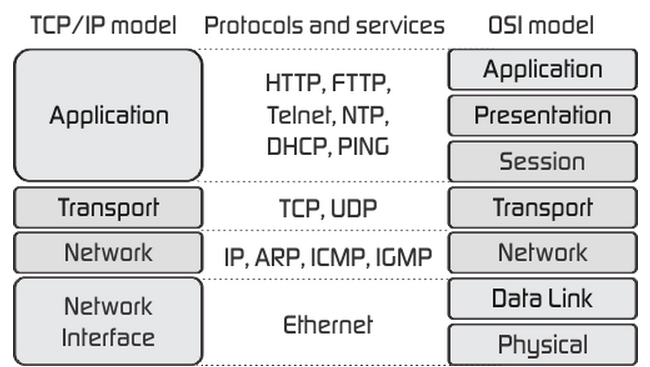 TCP/IP model Protocols and services OSI model
Application
HTTP, FTTP,
Telnet, NTP,
DHCP, PING
Application
Presentation
Session
Transport TCP, UDP Transport
Network IP, ARP, ICMP, IGMP Network
Network
Interface
Ethernet
Data Link
Physical